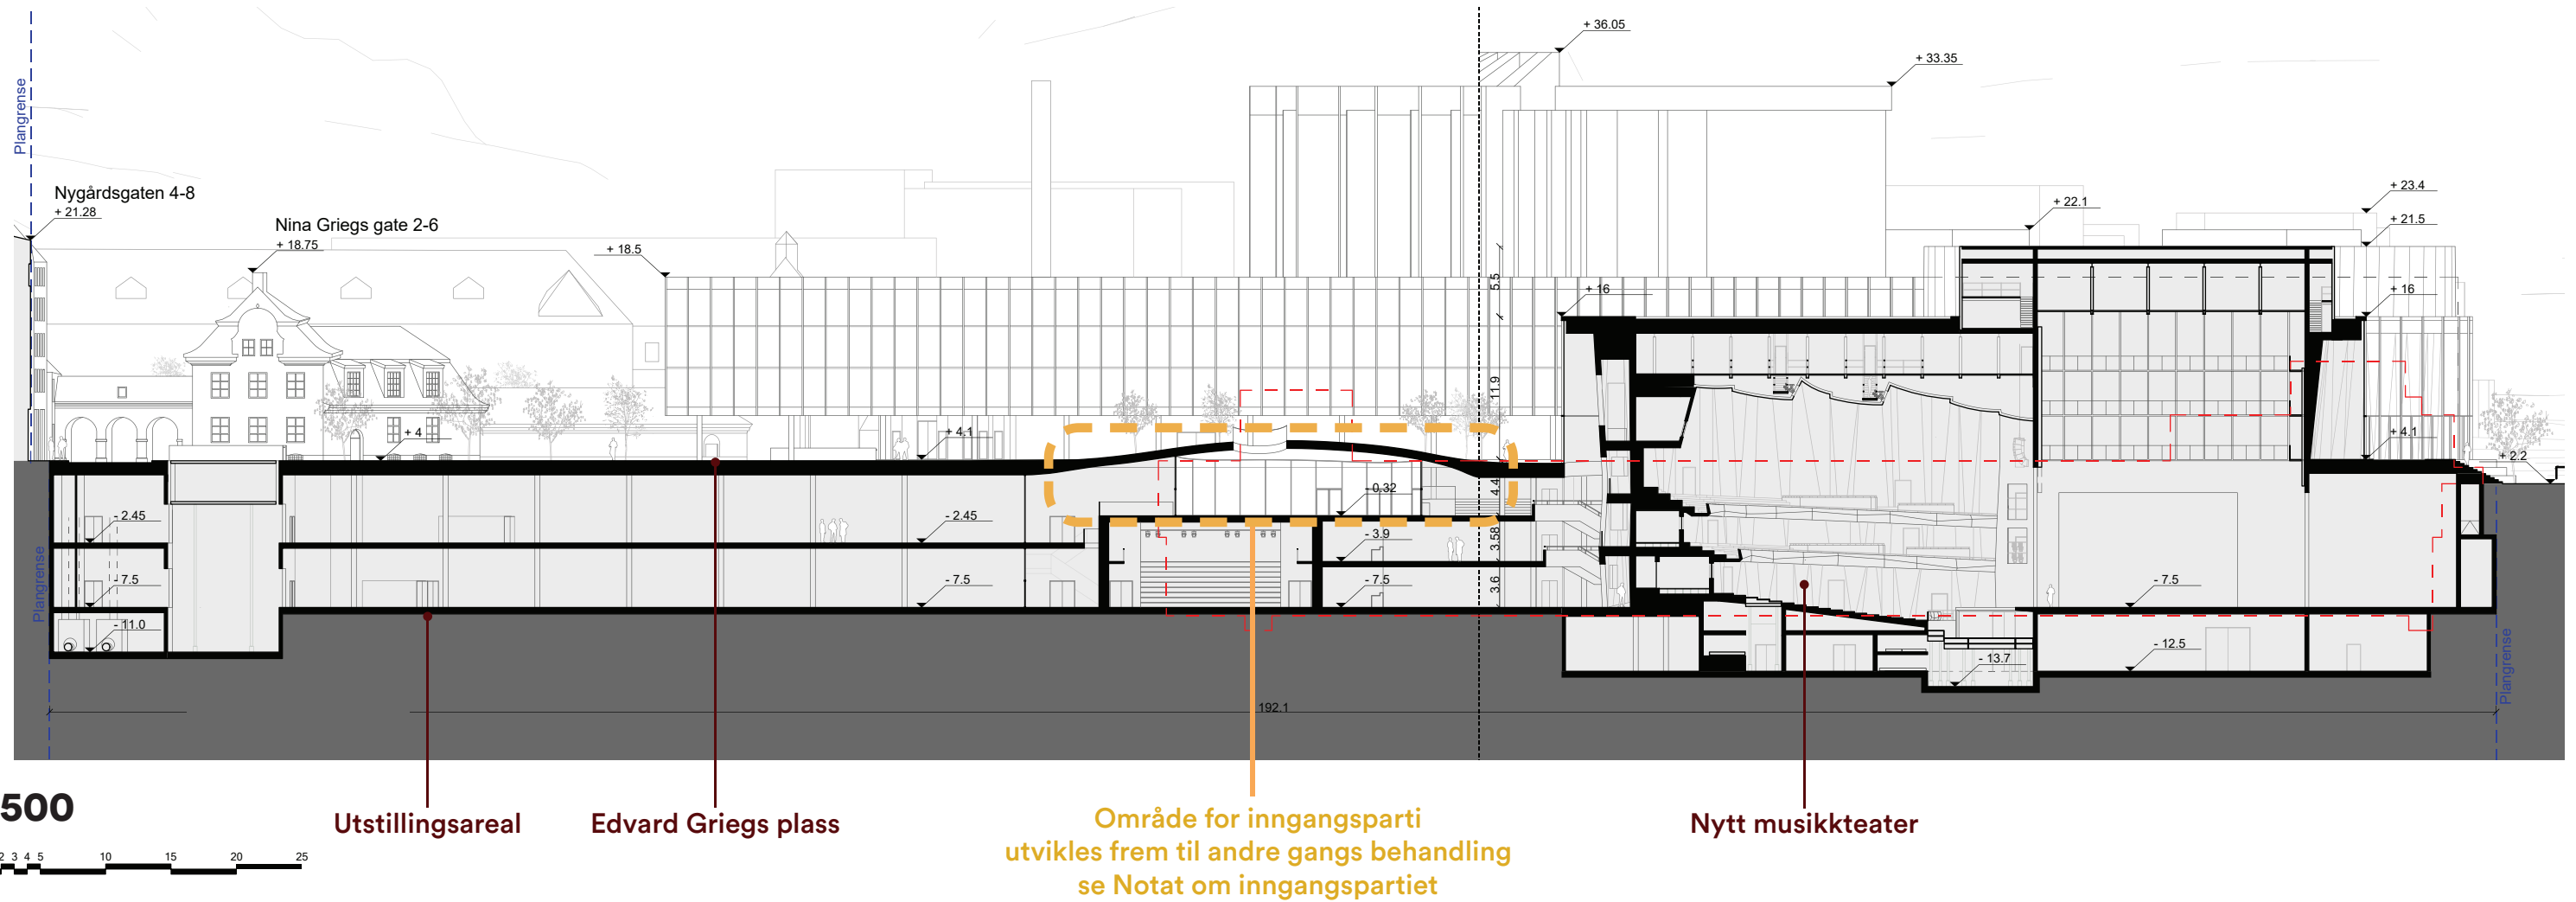 + 36.05
+ 33.35
Plangrense
Nygårdsgaten 4-8
+ 21.28
Nina Griegs gate 2-6
+ 18.75
+ 18.5
+ 23.4
+ 22.1
+ 21.5
5.5
+ 16
+ 16
11.9
+ 4
+ 4.1
+ 4.1
+ 2.2
4.4
- 0.32
- 2.45
- 2.45
- 3.9
3.58
- 7.5
- 7.5
- 7.5
3.6
- 7.5
Plangrense
- 11.0
- 12.5
- 13.7
Plangrense
192.1
500
2 3 4 5 10 15 20 25
Utstillingsareal
Edvard Griegs plass
Område for inngangsparti
utvikles frem til andre gangs behandling
se Notat om inngangspartiet
Nytt musikkteater